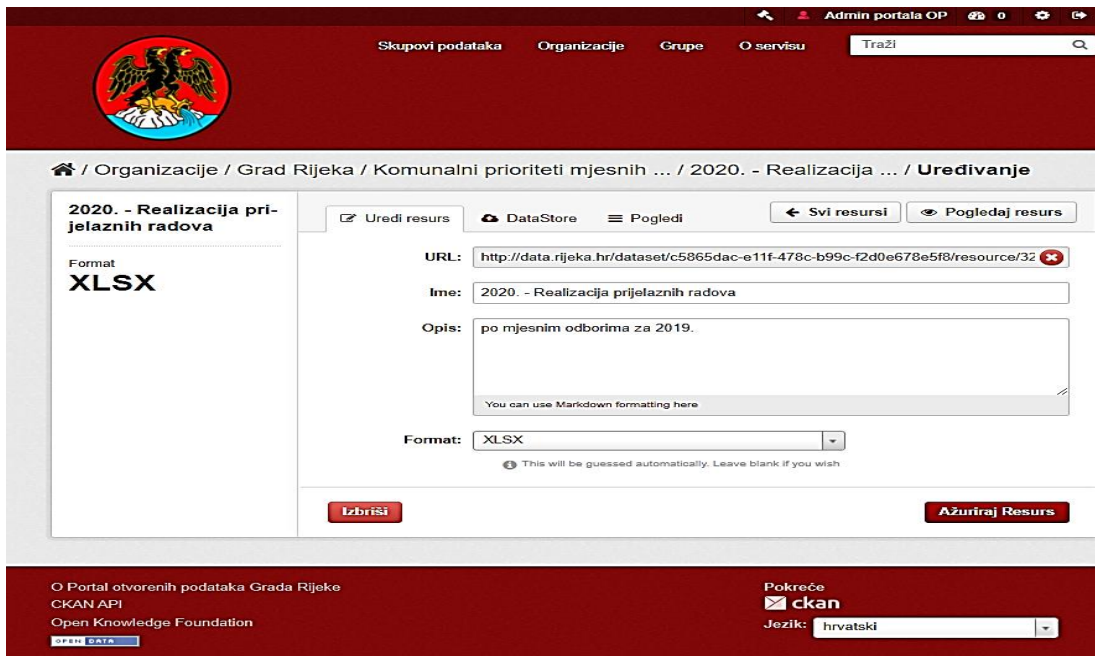 Admin portala OP 0
Skupovi podataka Organizacije Grupe O servisu Traži
/ Organizacije / Grad Rijeka / Komunalni prioriteti mjesnih ... / 2020. - Realizacija ... / Uređivanje
2020. - Realizacija pri-
jelaznih radova
Format
XLSX
Uredi resurs DataStore Pogledi Svi resursi Pogledaj resurs
URL: http://data.rijeka.hr/dataset/c5865dac-e11f-478c-b99c-f2d0e678e5f8/resource/32
Ime: 2020. - Realizacija prijelaznih radova
Opis: po mjesnim odborima za 2019.
You can use Markdown formatting here
Format: XLSX
This will be guessed automatically. Leave blank if you wish
Izbriši Ažuriraj Resurs
O Portal otvorenih podataka Grada Rijeke
CKAN API
Open Knowledge Foundation
OPEN DATA
Pokreće
ckan
Jezik: hrvatski